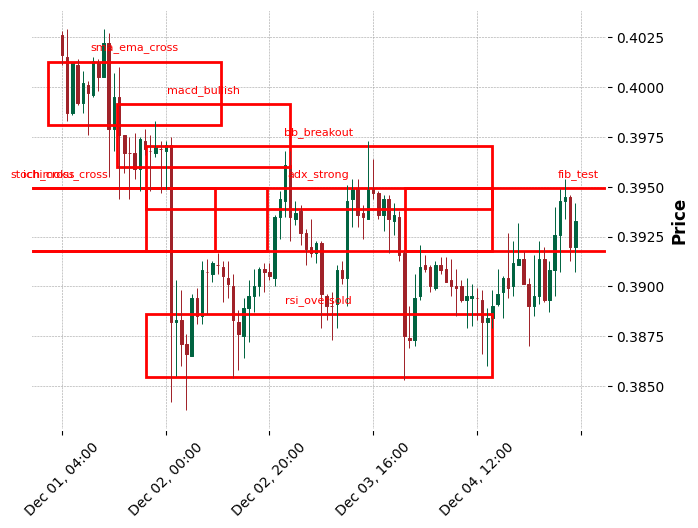 sma_ema_cross
macd_bullish
bb_breakout
adx_strong
fib_test
rsi_oversold
0.4025
0.4000
0.3975
0.3950
0.3925
0.3900
0.3875
0.3850
Price
Dec 01, 04:00
Dec 02, 00:00
Dec 02, 20:00
Dec 03, 16:00
Dec 04, 12:00